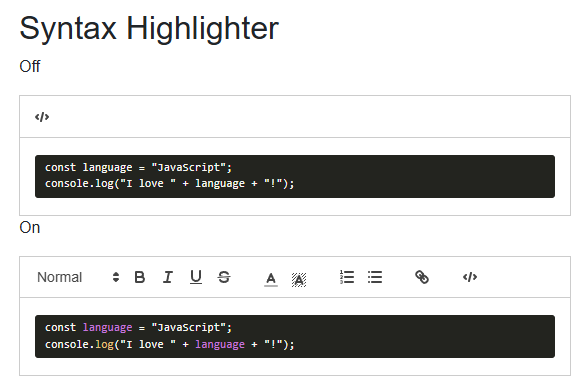 Syntax Highlighter
Off
</>
const language = "JavaScript";
console.log("I love " + language + "!");
On
Normal B I U S A A </>
const language = "JavaScript";
console.log("I love " + language + "!");